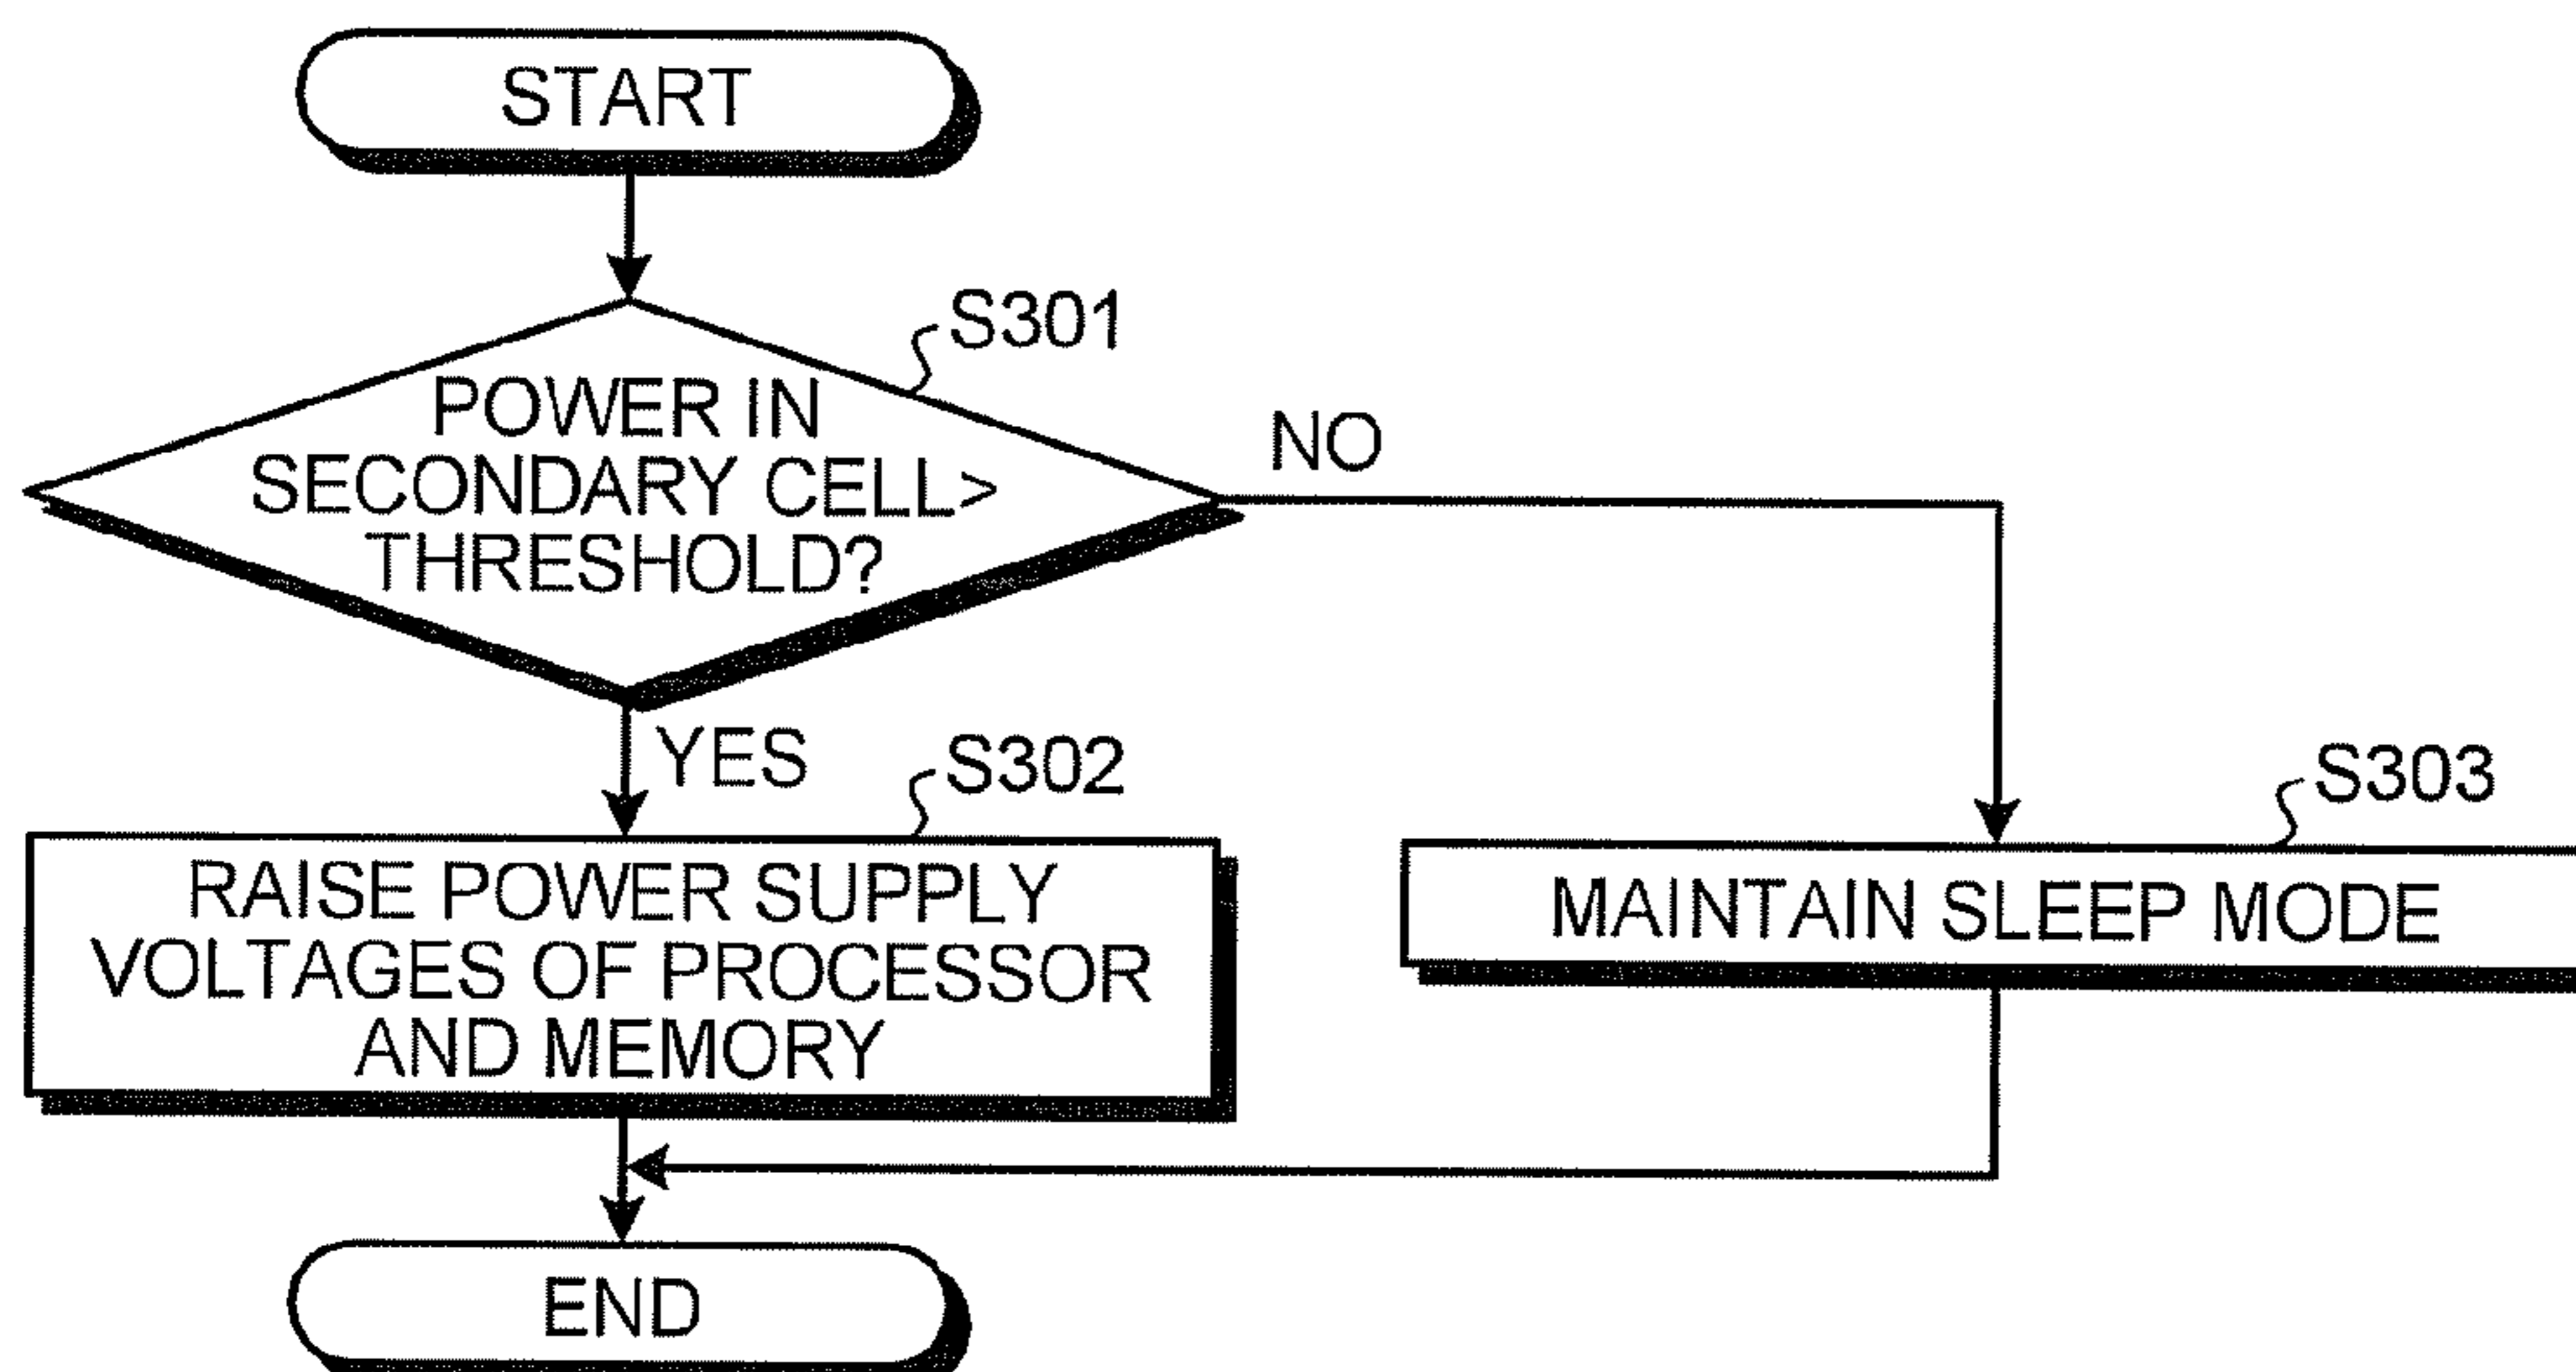 START
S301
POWER IN
SECONDARY CELL>
THRESHOLD?
NO
YES
S302
RAISE POWER SUPPLY
VOLTAGES OF PROCESSOR
AND MEMORY
S303
MAINTAIN SLEEP MODE
END